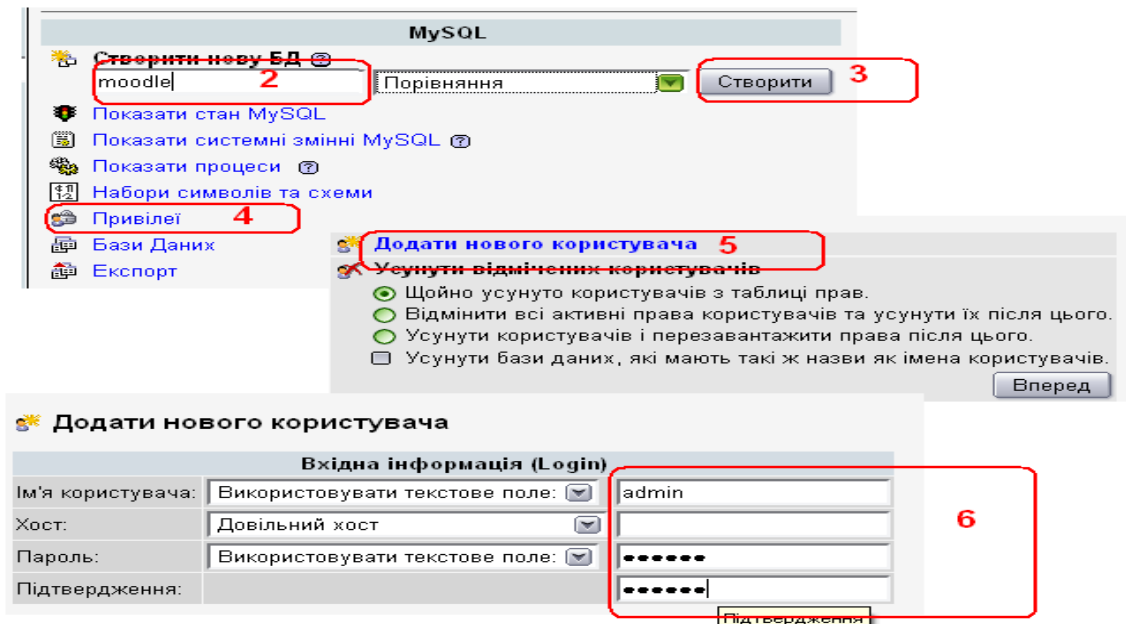 MySQL
Створити нову БД
moodle 2 Порівняння Створити 3
Показати стан MySQL
Показати системні змінні MySQL
Показати процеси
Набори символів та схеми
Привілеї 4
Бази Даних
Експорт
Додати нового користувача 5
Усунути відмічених користувачів
Щойно усунуто користувачів з таблиці прав.
Відмінити всі активні права користувачів та усунути їх після цього.
Усунути користувачів і перезавантажити права після цього.
Усунути бази даних, які мають такі ж назви як імена користувачів.
Вперед
Додати нового користувача
Вхідна інформація (Login)
Ім'я користувача: Використовувати текстове поле: admin
Хост: Довільний хост 6
Пароль: Використовувати текстове поле: ●●●●●●
Підтвердження: ●●●●●●
Підтвердження